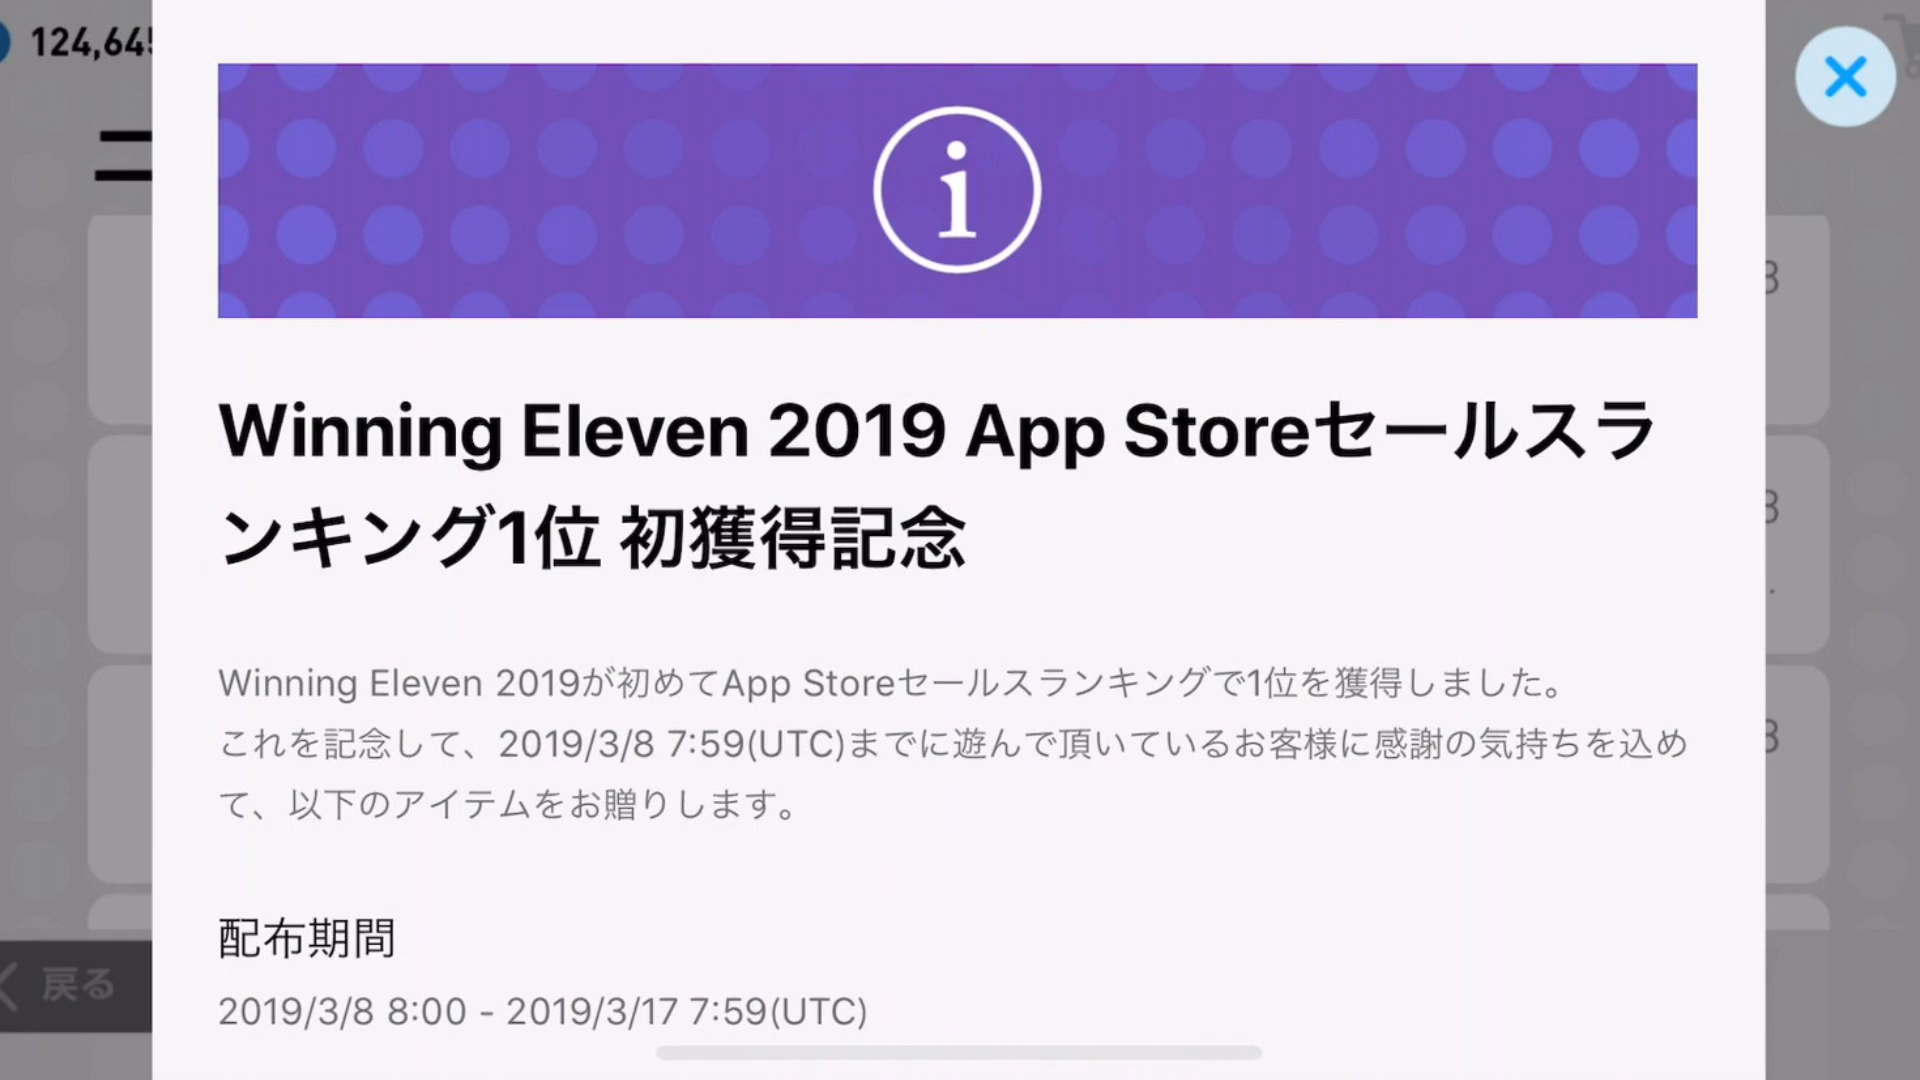 124,645
Winning Eleven 2019 App Storeセールスラ
ンキング1位 初獲得記念
Winning Eleven 2019が初めてApp Storeセールスランキングで1位を獲得しました。
これを記念して、2019/3/8 7:59(UTC)までに遊んで頂いているお客様に感謝の気持ちを込め
て、以下のアイテムをお贈りします。
配布期間
2019/3/8 8:00 - 2019/3/17 7:59(UTC)
戻る